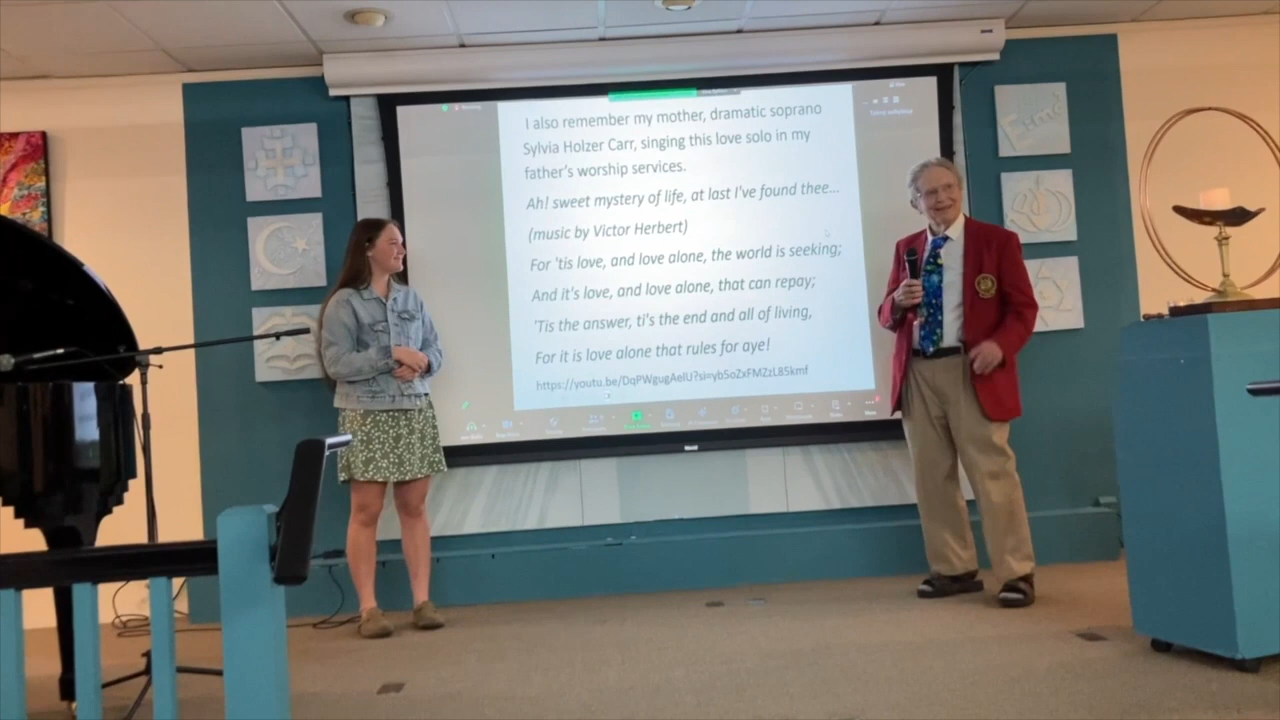 I also remember my mother, dramatic soprano
Sylvia Holzer Carr, singing this love solo in my
father's worship services.
Ah! sweet mystery of life, at last I've found thee...
(music by Victor Herbert)
For 'tis love, and love alone, the world is seeking;
And it's love, and love alone, that can repay;
'Tis the answer, ti's the end and all of living,
For it is love alone that rules for aye!
https://youtu.be/DqPWgugAelU?si=yb5oZxFMZzL85kmf